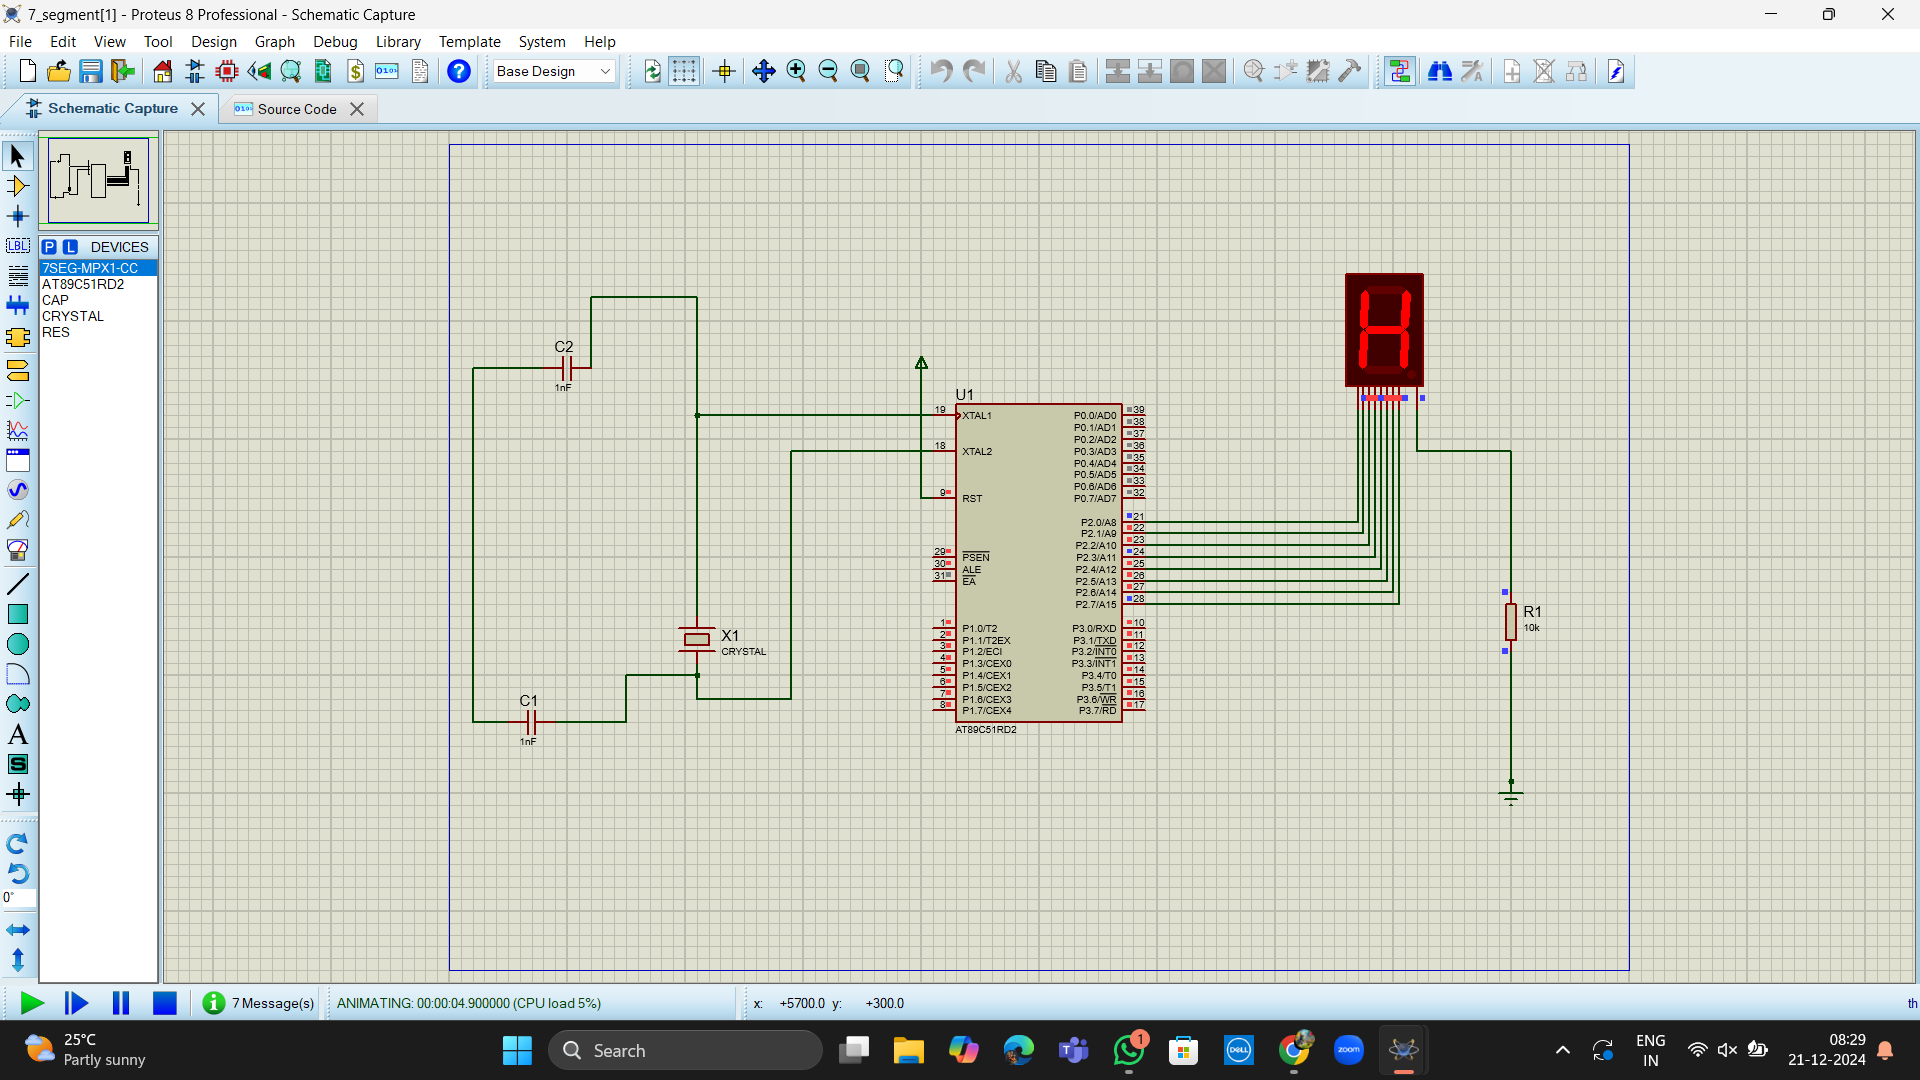 7_segment[1] - Proteus 8 Professional - Schematic Capture
File Edit View Tool Design Graph Debug Library Template System Help
Base Design
Schematic Capture
Source Code
P L DEVICES
7SEG-MPX1-CC
AT89C51RD2
CAP
CRYSTAL
RES
LBL
A
S
0°
C2
1nF
C1
1nF
X1
CRYSTAL
U1
19 XTAL1
18 XTAL2
9 RST
29 PSEN
30 ALE
31 EA
1 P1.0/T2
2 P1.1/T2EX
3 P1.2/ECI
4 P1.3/CEX0
5 P1.4/CEX1
6 P1.5/CEX2
7 P1.6/CEX3
8 P1.7/CEX4
P0.0/AD0 39
P0.1/AD1 38
P0.2/AD2 37
P0.3/AD3 36
P0.4/AD4 35
P0.5/AD5 34
P0.6/AD6 33
P0.7/AD7 32
P2.0/A8 21
P2.1/A9 22
P2.2/A10 23
P2.3/A11 24
P2.4/A12 25
P2.5/A13 26
P2.6/A14 27
P2.7/A15 28
P3.0/RXD 10
P3.1/TXD 11
P3.2/INT0 12
P3.3/INT1 13
P3.4/T0 14
P3.5/T1 15
P3.6/WR 16
P3.7/RD 17
AT89C51RD2
H
R1
10k
7 Message(s)
ANIMATING: 00:00:04.900000 (CPU load 5%)
x: +5700.0 y: +300.0
th
25°C
Partly sunny
Search
1
DELL
zoom
ENG
IN
08:29
21-12-2024